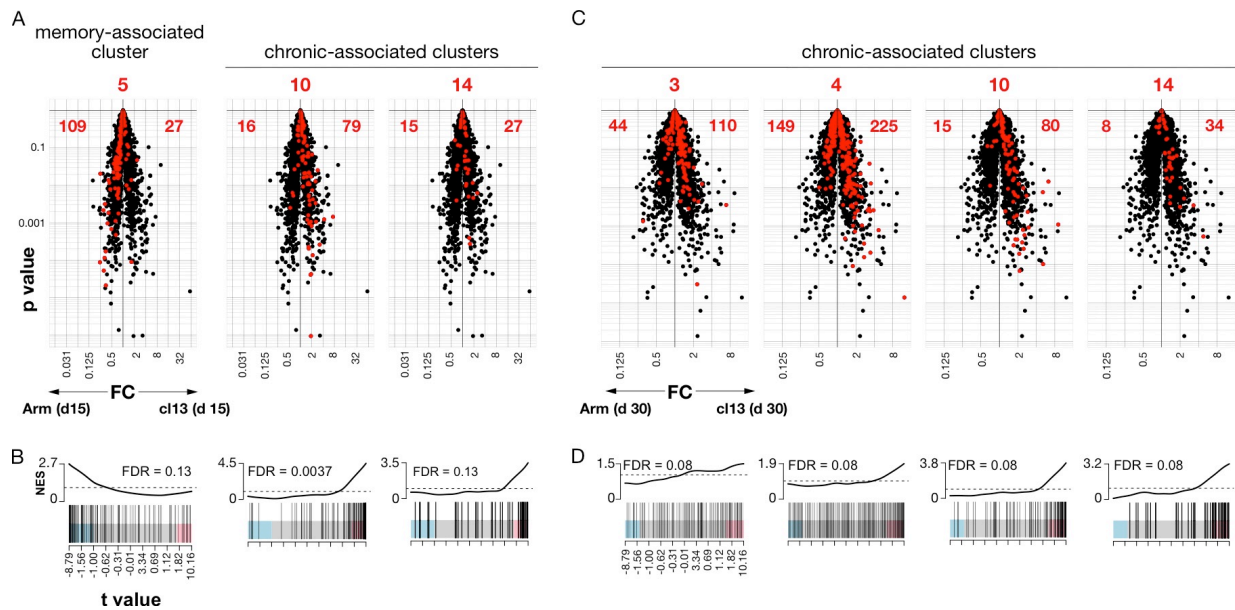 A
C
memory-associated
cluster
chronic-associated clusters
chronic-associated clusters
5
10
14
3
4
10
14
109 27
16 79
15 27
44 110
149 225
15 80
8 34
0.1
0.001
p value
0.031 0.125 0.5 2 8 32
0.031 0.125 0.5 2 8 32
0.031 0.125 0.5 2 8 32
0.125 0.5 2 8
0.125 0.5 2 8
0.125 0.5 2 8
0.125 0.5 2 8
FC
Arm (d15) cl13 (d 15)
FC
Arm (d 30) cl13 (d 30)
B
D
NES
2.7
0
FDR = 0.13
4.5
0
FDR = 0.0037
3.5
0
FDR = 0.13
1.5
0
FDR = 0.08
1.9
0
FDR = 0.08
3.8
0
FDR = 0.08
3.2
0
FDR = 0.08
-8.79 -1.56 -1.00 -0.62 -0.31 -0.01 3.34 0.69 1.12 1.82 10.16
-8.79 -1.56 -1.00 -0.62 -0.31 -0.01 3.34 0.69 1.12 1.82 10.16
t value